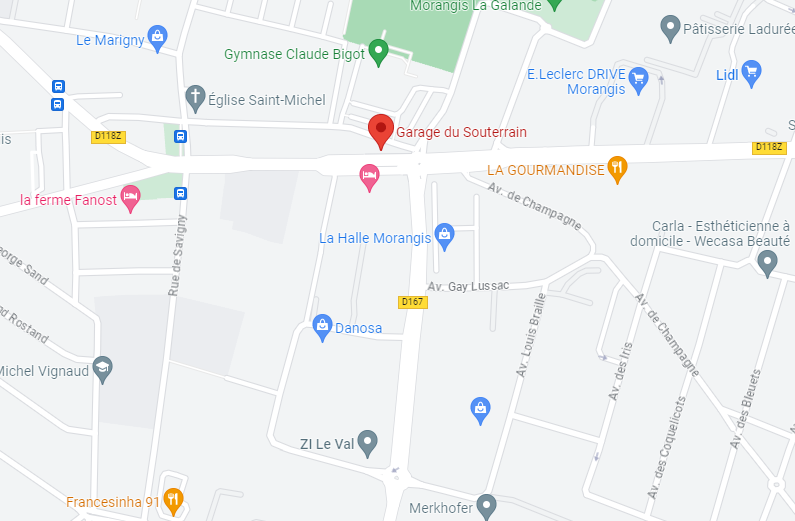 Morangis La Galande
Pâtisserie Ladurée
Le Marigny
Gymnase Claude Bigot
E.Leclerc DRIVE
Morangis
Lidl
Église Saint-Michel
Garage du Souterrain
D118Z
D118Z
LA GOURMANDISE
la ferme Fanost
Av. de Champagne
Rue de Savigny
La Halle Morangis
Carla - Esthéticienne à
domicile - Wecasa Beauté
eorge Sand
Av. Gay Lussac
D167
nd Rostand
Danosa
Av. Louis Braille
Av. de Champagne
Av. des Iris
Michel Vignaud
Av. des Bleuets
Av. des Coquelicots
ZI Le Val
Francesinha 91
Merkhofer